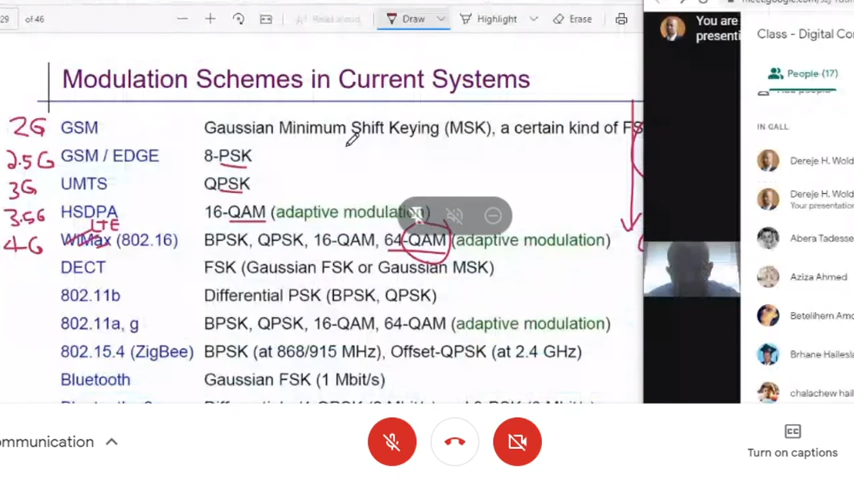 29 of 46
Read aloud
Draw
Highlight
Erase
You are
presenti
Class - Digital Co
People (17)
Add people
IN CALL
Dereje H. Wold
Dereje H. Wold
Your presentation
Abera Tadesse
Aziza Ahmed
Betelihem Amo
Brhane Hailesla
chalachew hail
Modulation Schemes in Current Systems
2G GSM Gaussian Minimum Shift Keying (MSK), a certain kind of FS
2.5G GSM / EDGE 8-PSK
3G UMTS QPSK
3.5G HSDPA 16-QAM (adaptive modulation)
LTE
4G WiMax (802.16) BPSK, QPSK, 16-QAM, 64-QAM (adaptive modulation)
DECT FSK (Gaussian FSK or Gaussian MSK)
802.11b Differential PSK (BPSK, QPSK)
802.11a, g BPSK, QPSK, 16-QAM, 64-QAM (adaptive modulation)
802.15.4 (ZigBee) BPSK (at 868/915 MHz), Offset-QPSK (at 2.4 GHz)
Bluetooth Gaussian FSK (1 Mbit/s)
ommunication
Turn on captions